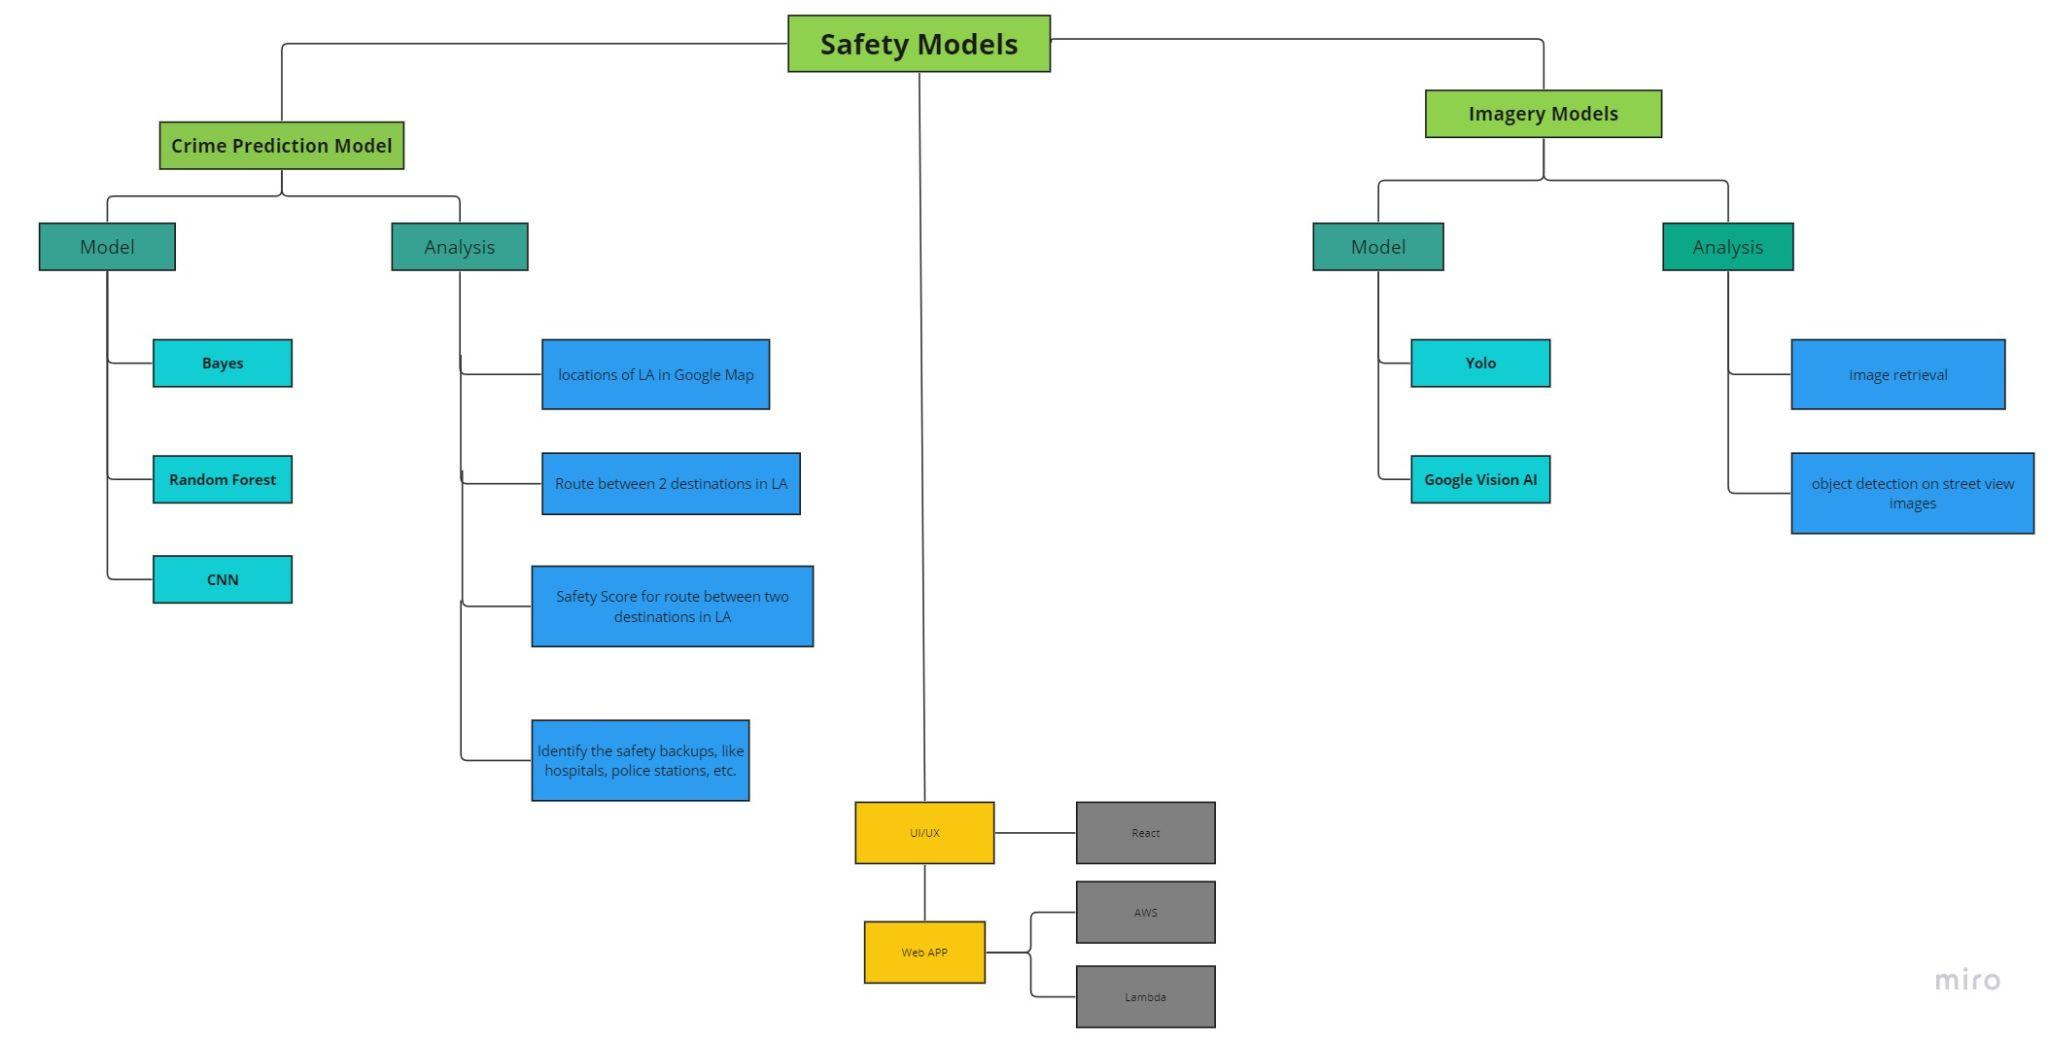 Safety Models
Crime Prediction Model
Model
Bayes
Random Forest
CNN
Analysis
locations of LA in Google Map
Route between 2 destinations in LA
Safety Score for route between two
destinations in LA
Identify the safety backups, like
hospitals, police stations, etc.
UI/UX
React
Web APP
AWS
Lambda
Imagery Models
Model
Yolo
Google Vision AI
Analysis
image retrieval
object detection on street view
images
miro